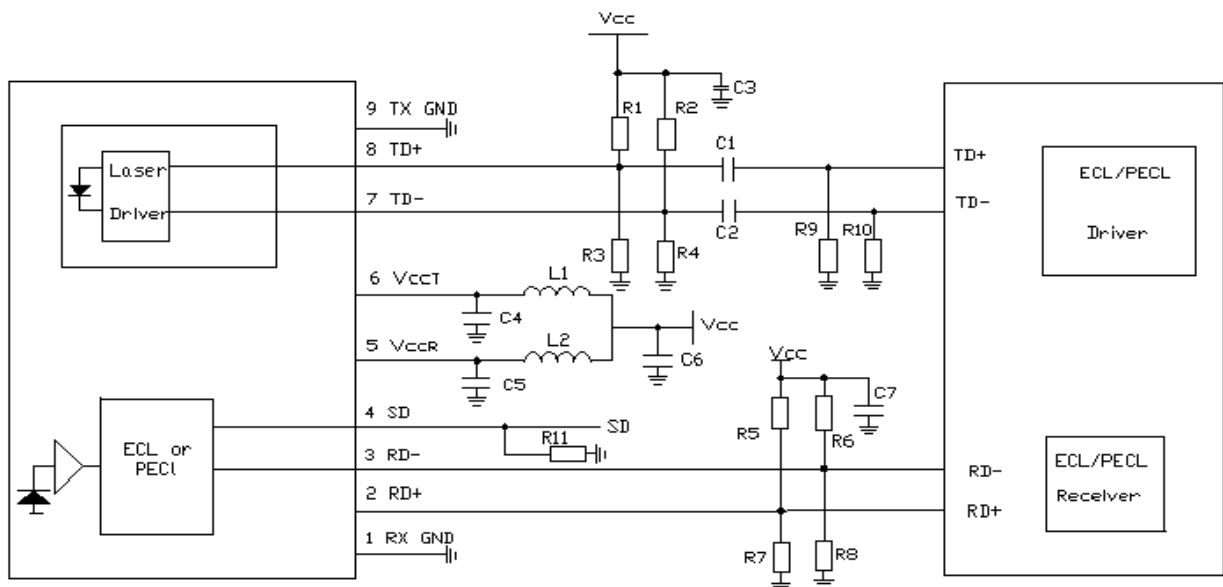 Vcc
C3
R1
R2
9 TX GND
8 TD+
C1
TD+
ECL/PECL
Driver
Laser
Driver
7 TD-
C2
TD-
R3
R4
R9
R10
6 VccT
L1
C4
Vcc
5 VccR
L2
C5
C6
Vcc
C7
R5
R6
4 SD
SD
R11
ECL or
PECl
3 RD-
RD-
ECL/PECL
Recelver
2 RD+
RD+
1 RX GND
R7
R8